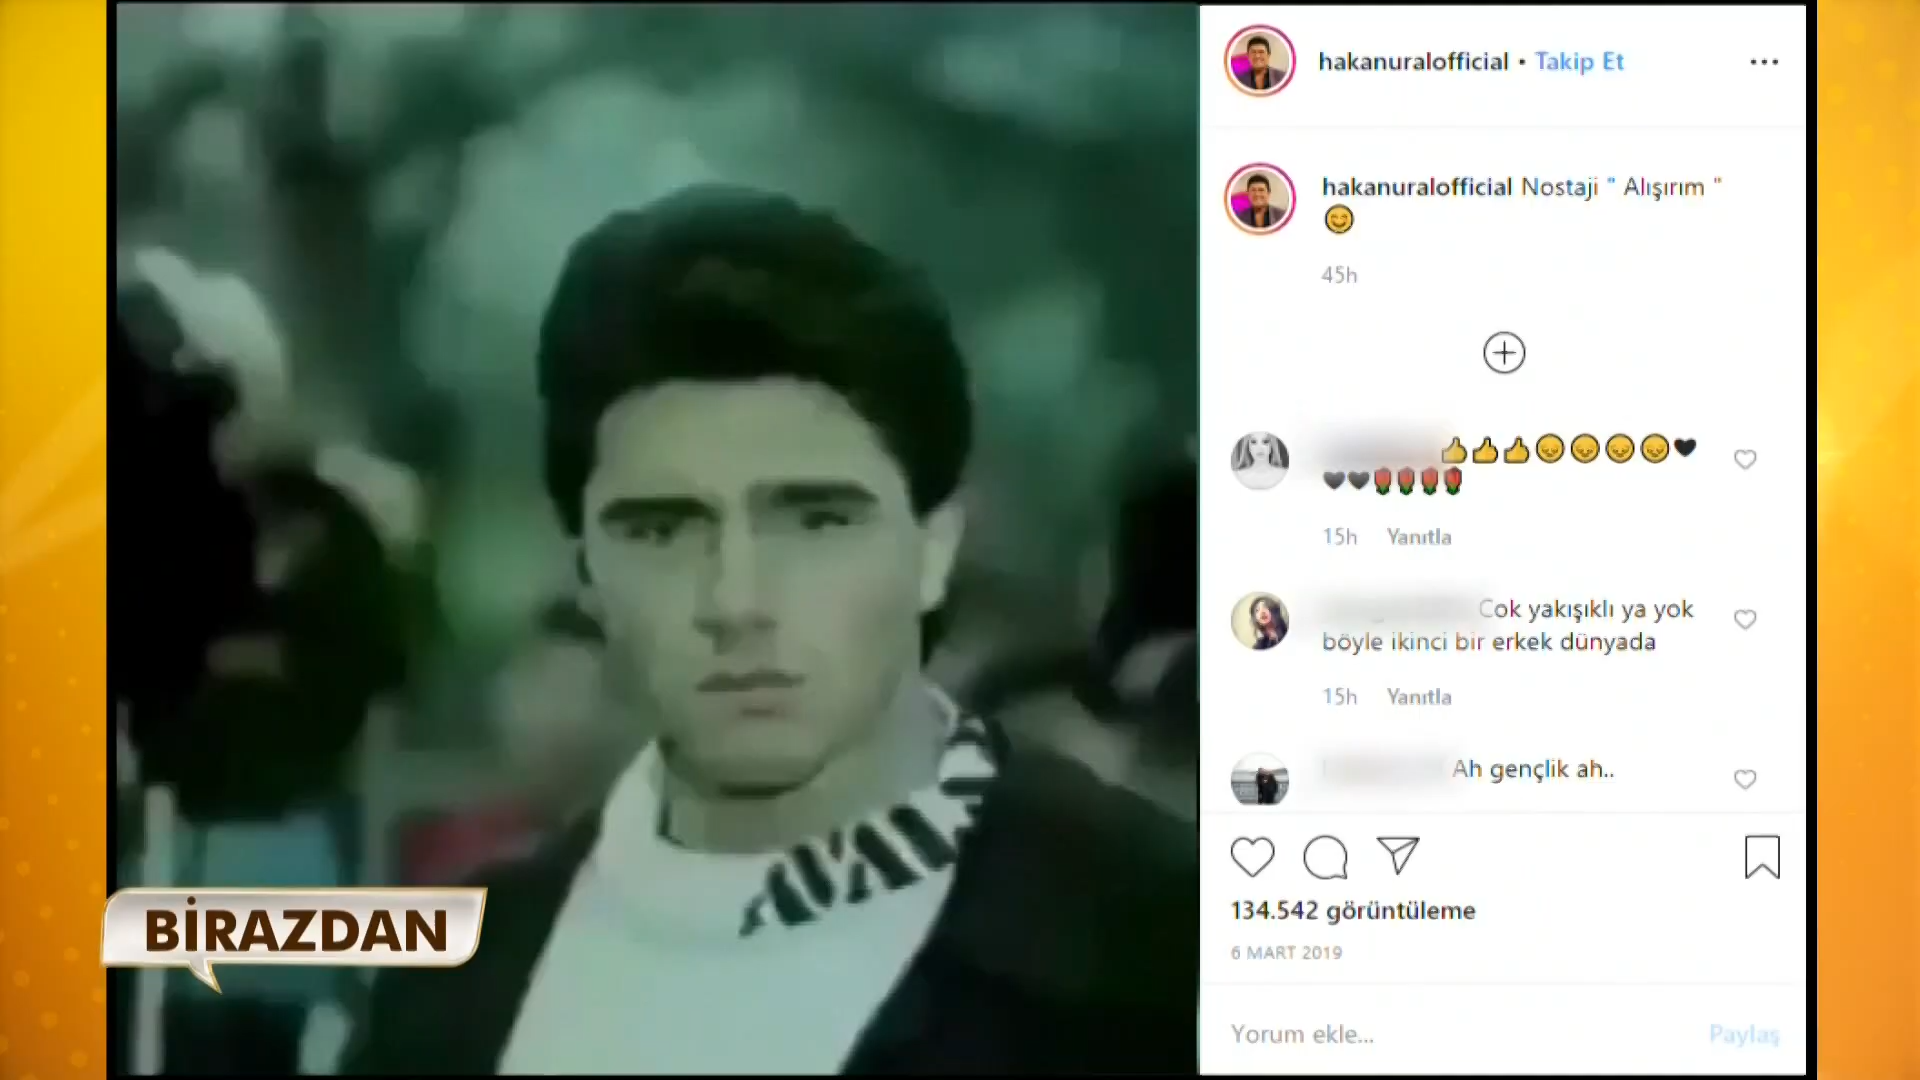 hakanuralofficial • Takip Et
hakanuralofficial Nostaji " Alışırım "
45h
15h Yanıtla
Cok yakışıklı ya yok
böyle ikinci bir erkek dünyada
15h Yanıtla
Ah gençlik ah..
134.542 görüntüleme
6 MART 2019
Yorum ekle...
Paylaş
BİRAZDAN